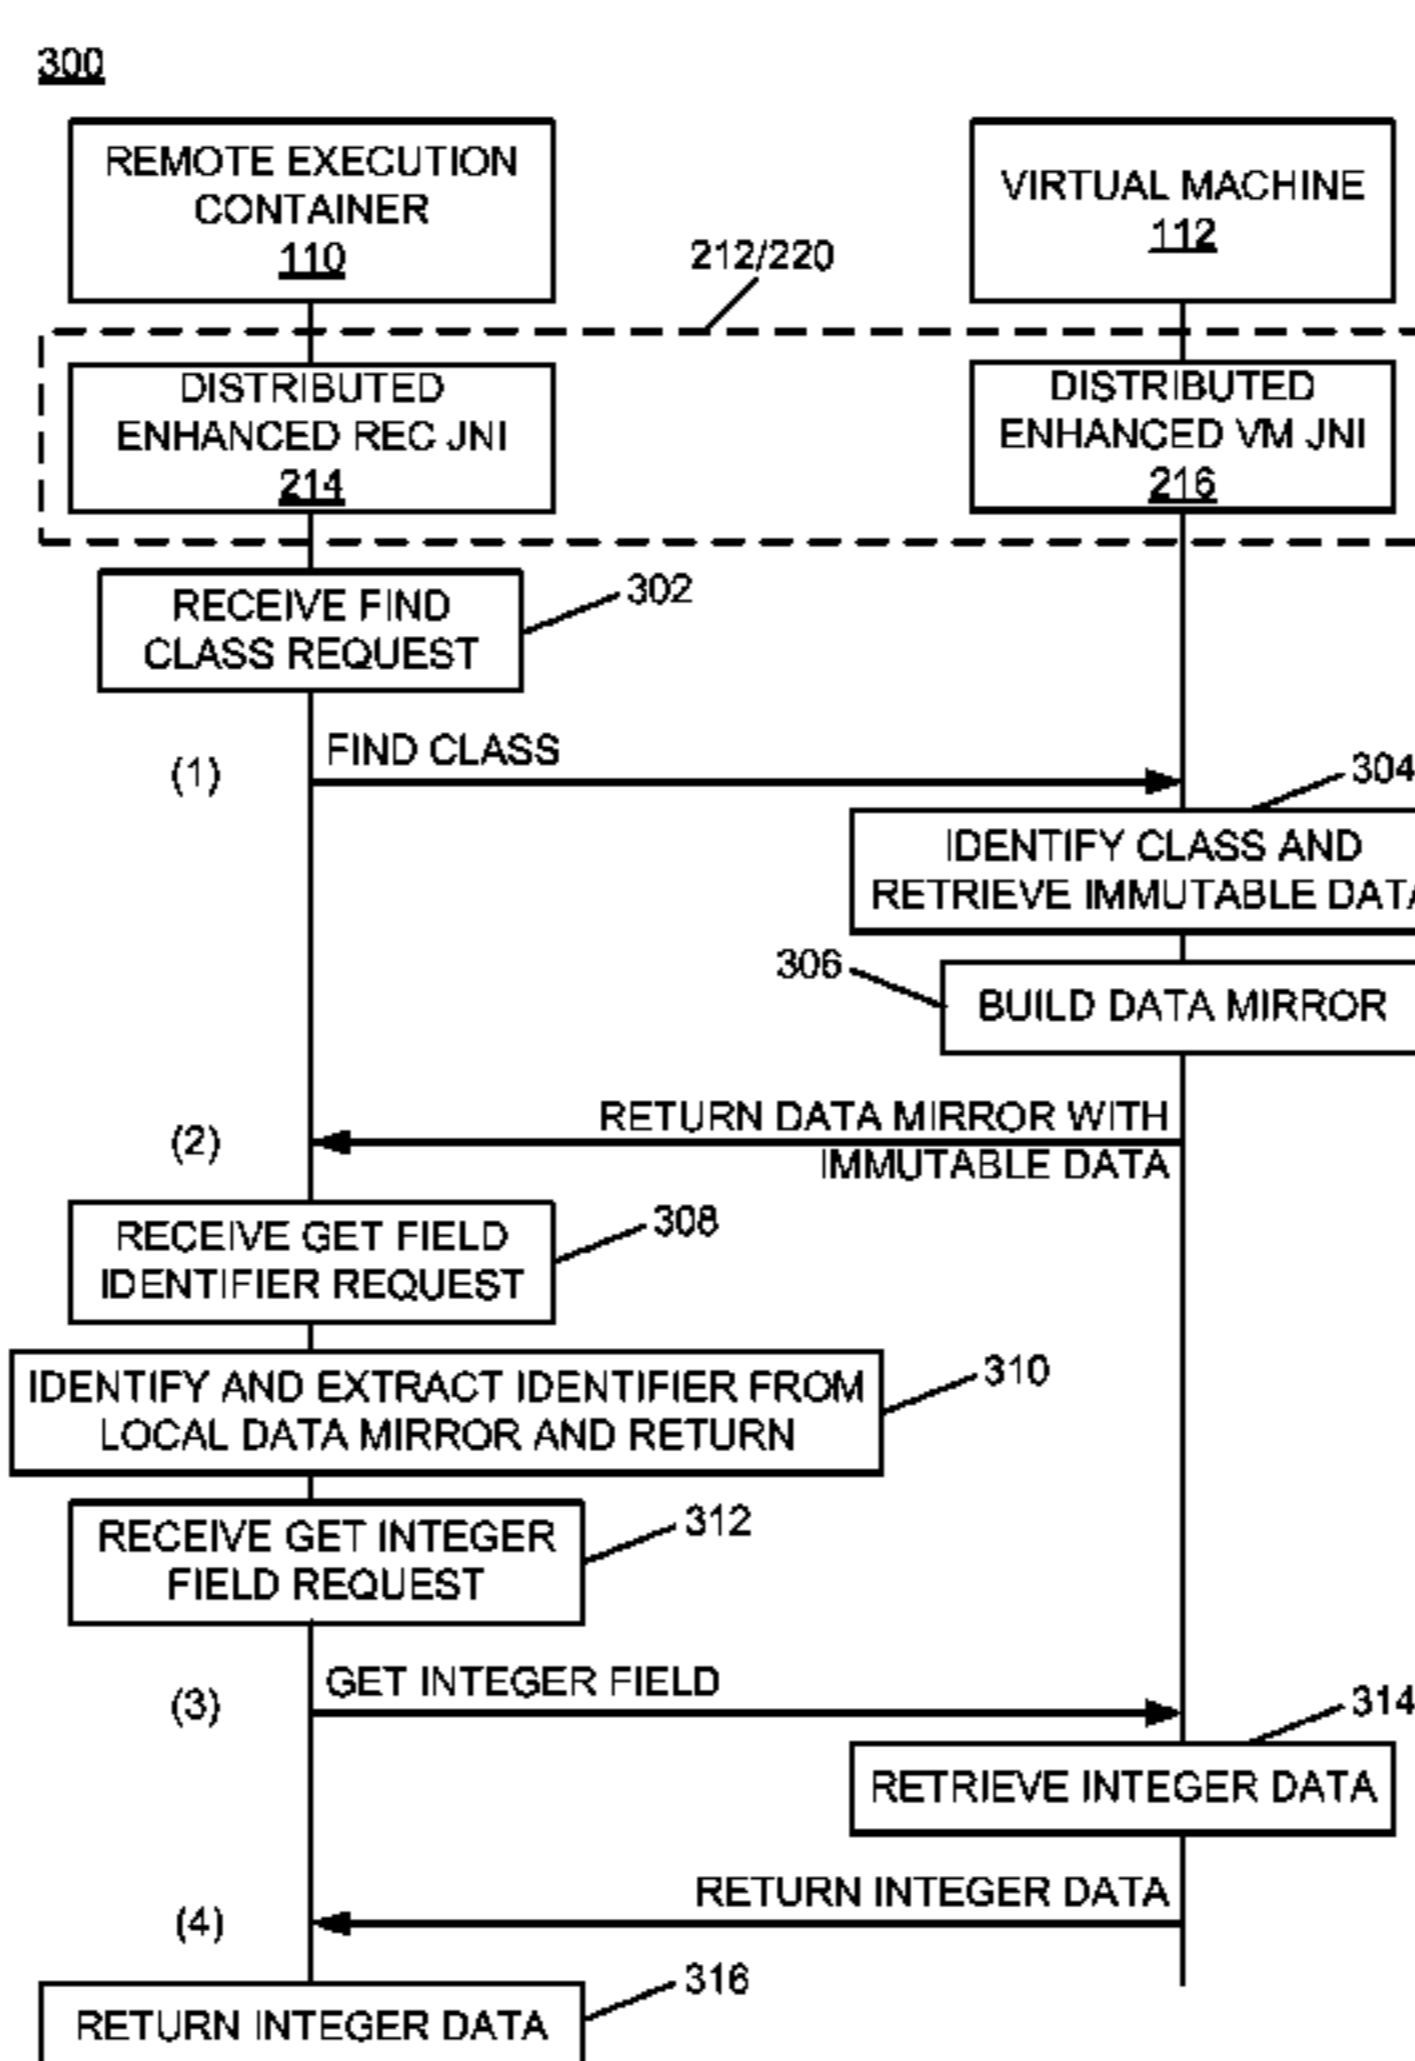 300
REMOTE EXECUTION
CONTAINER
110
VIRTUAL MACHINE
112
212/220
DISTRIBUTED
ENHANCED REC JNI
214
DISTRIBUTED
ENHANCED VM JNI
216
RECEIVE FIND
CLASS REQUEST
302
(1)
FIND CLASS
304
IDENTIFY CLASS AND
RETRIEVE IMMUTABLE DATA
306
BUILD DATA MIRROR
(2)
RETURN DATA MIRROR WITH
IMMUTABLE DATA
RECEIVE GET FIELD
IDENTIFIER REQUEST
308
IDENTIFY AND EXTRACT IDENTIFIER FROM
LOCAL DATA MIRROR AND RETURN
310
RECEIVE GET INTEGER
FIELD REQUEST
312
(3)
GET INTEGER FIELD
314
RETRIEVE INTEGER DATA
(4)
RETURN INTEGER DATA
316
RETURN INTEGER DATA